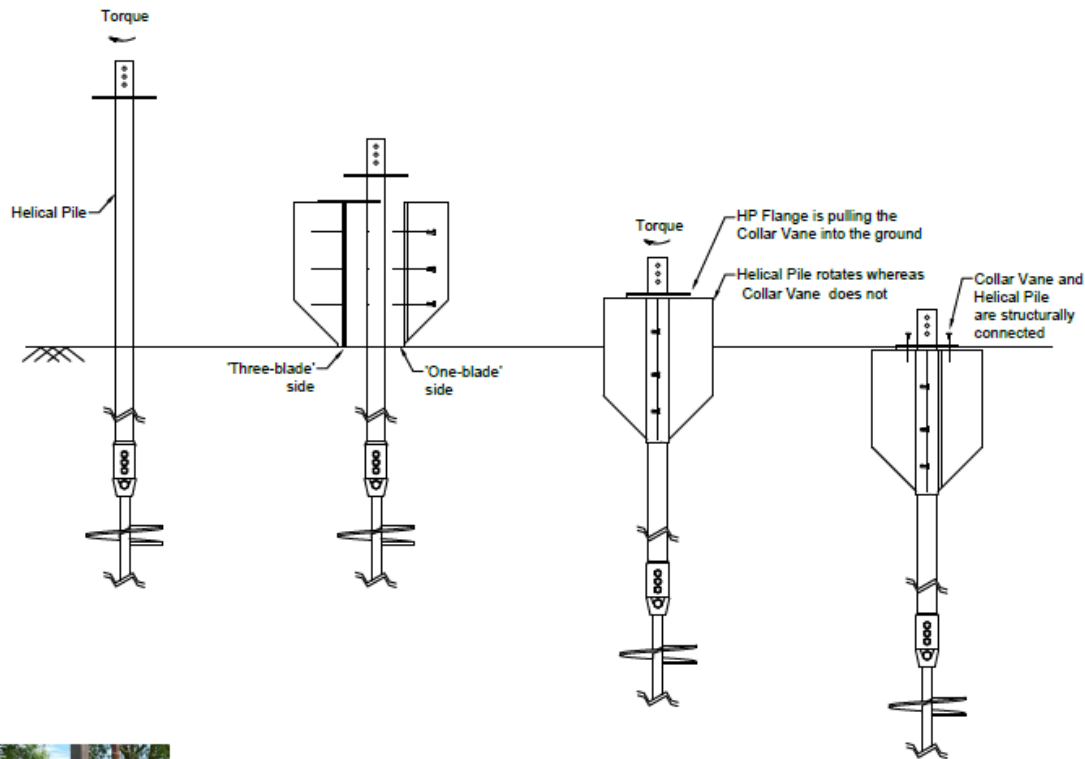 Torque
Helical Pile
'Three-blade'
side
'One-blade'
side
Torque
HP Flange is pulling the
Collar Vane into the ground
Helical Pile rotates whereas
Collar Vane does not
Collar Vane and
Helical Pile
are structurally
connected